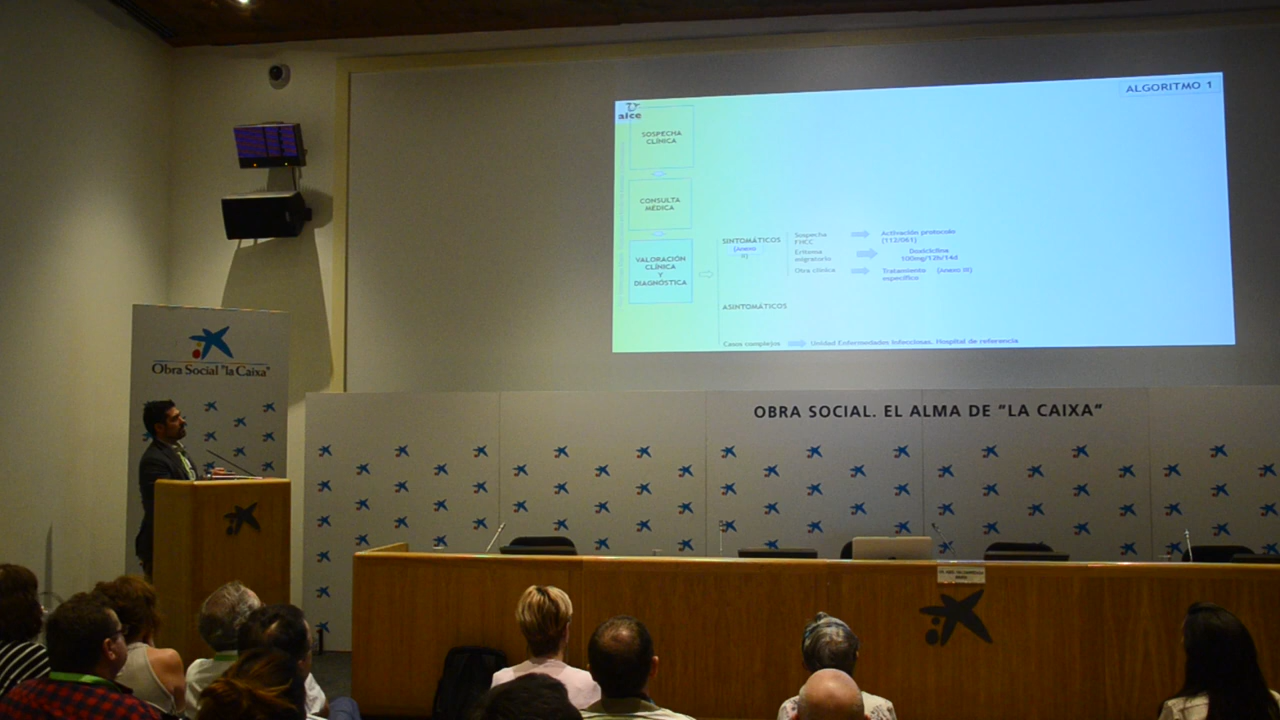 ALGORITMO 1
aice
SOSPECHA
CLÍNICA
CONSULTA
MÉDICA
VALORACIÓN
CLÍNICA
Y
DIAGNÓSTICA
SINTOMÁTICOS
(Anexo
II)
Sospecha
FHCC
Activación protocolo
(112/061)
Eritema
migratorio
Doxiciclina
100mg/12h/14d
Otra clínica
Tratamiento (Anexo III)
específico
ASINTOMÁTICOS
Casos complejos
Unidad Enfermedades Infecciosas. Hospital de referencia
Obra Social "la Caixa"
OBRA SOCIAL. EL ALMA DE "LA CAIXA"